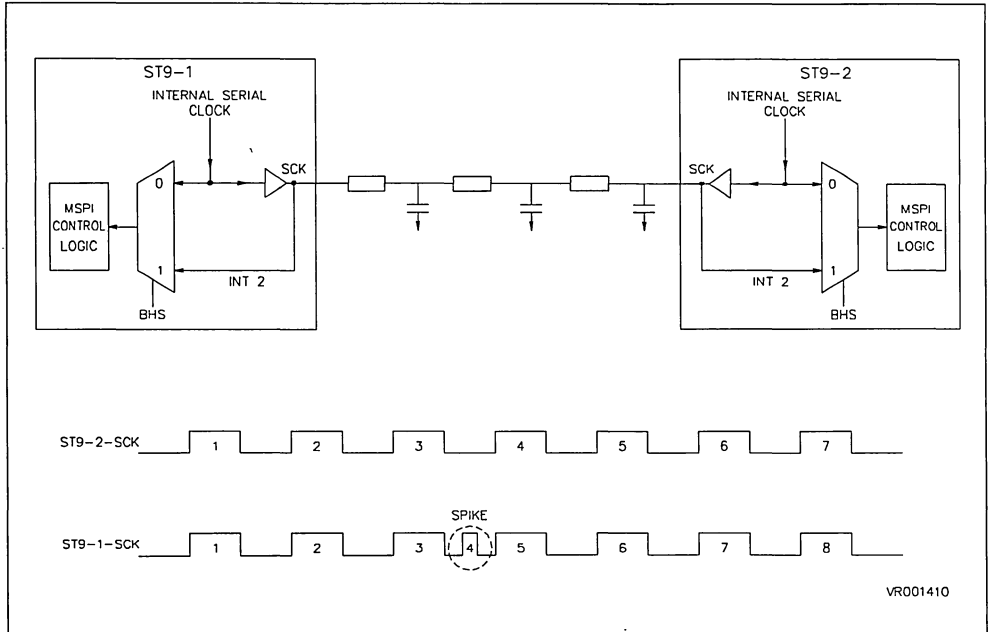 ST9-1
INTERNAL SERIAL
CLOCK
SCK
0
MSPI
CONTROL
LOGIC
1
INT 2
BHS
ST9-2
INTERNAL SERIAL
CLOCK
SCK
0
MSPI
CONTROL
LOGIC
1
INT 2
BHS
ST9-2-SCK 1 2 3 4 5 6 7
SPIKE
ST9-1-SCK 1 2 3 4 5 6 7 8
VR001410